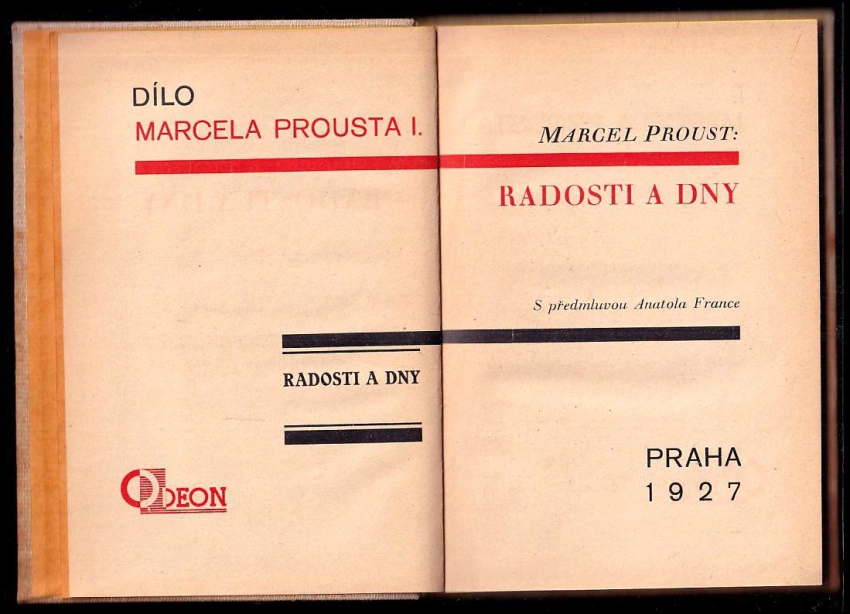 DÍLO
MARCELA PROUSTA I.
RADOSTI A DNY
ODEON
MARCEL PROUST:
RADOSTI A DNY
S předmluvou Anatola France
PRAHA
1927